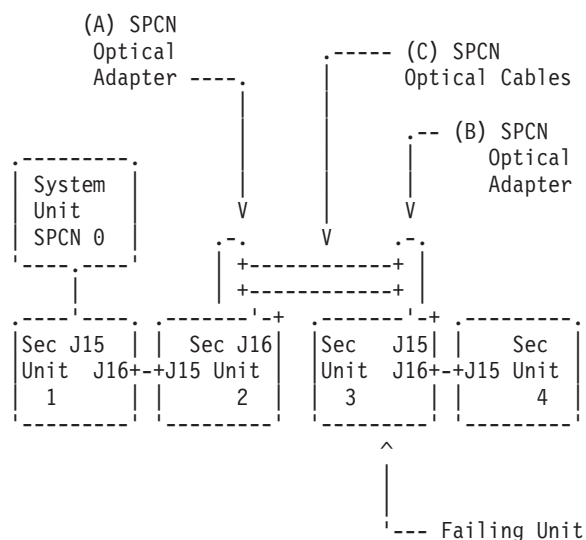 (A) SPCN
Optical
Adapter
(C) SPCN
Optical Cables
(B) SPCN
Optical
Adapter
System
Unit
SPCN 0
V
V
V
Sec J15
Unit J16
1
Sec J16
J15 Unit
2
Sec J15
Unit J16
3
Sec
J15 Unit
4
Failing Unit